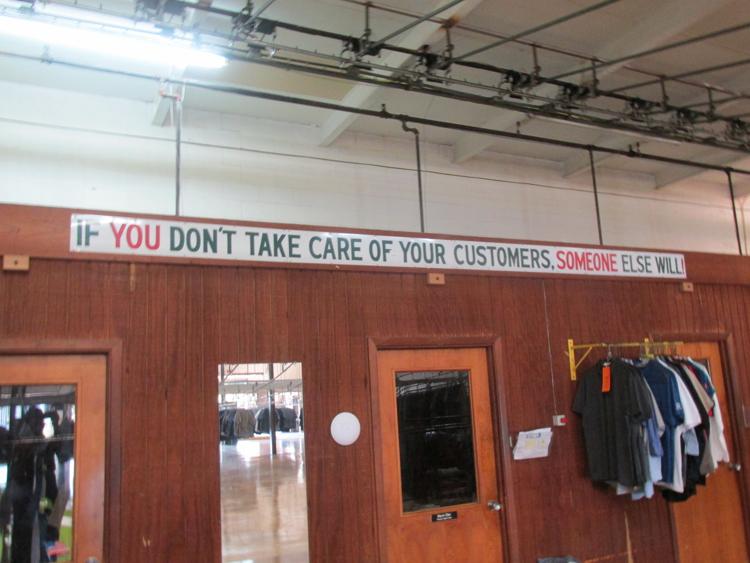 IF YOU DON'T TAKE CARE OF YOUR CUSTOMERS, SOMEONE ELSE WILL!